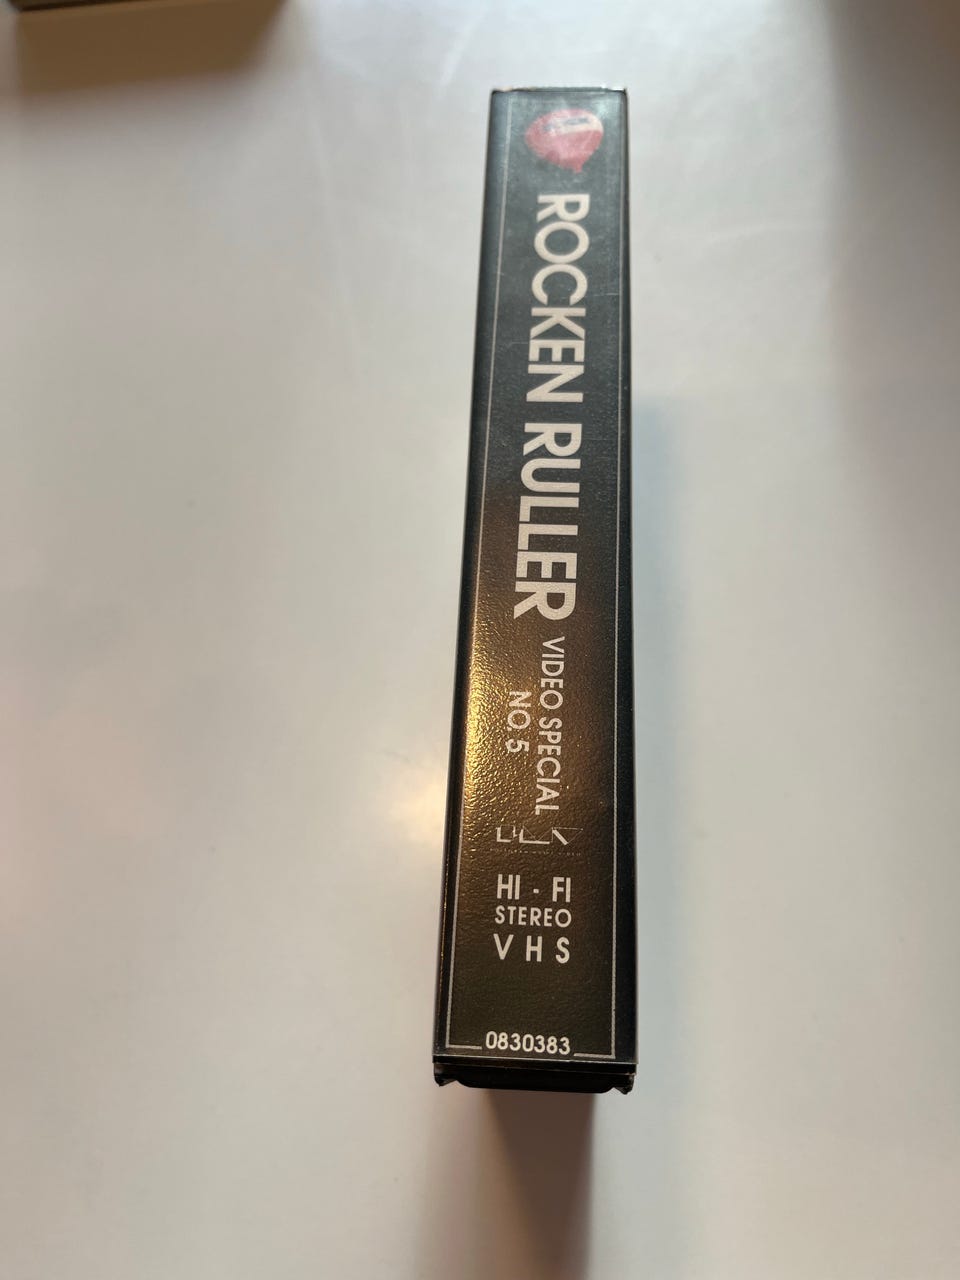 ROCKEN RULLER
VIDEO SPECIAL
NO. 5
HI - FI
STEREO
VHS
0830383